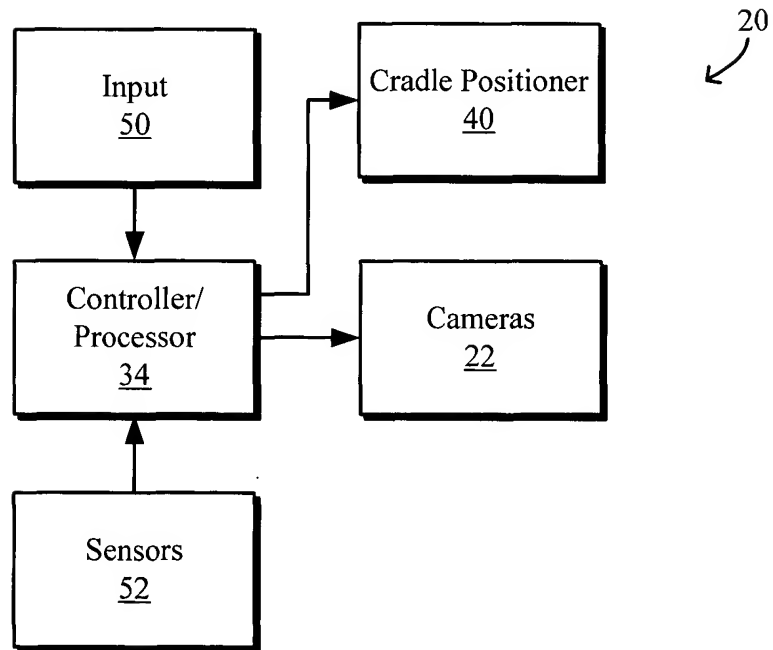 20
Input
50
Cradle Positioner
40
Controller/
Processor
34
Cameras
22
Sensors
52